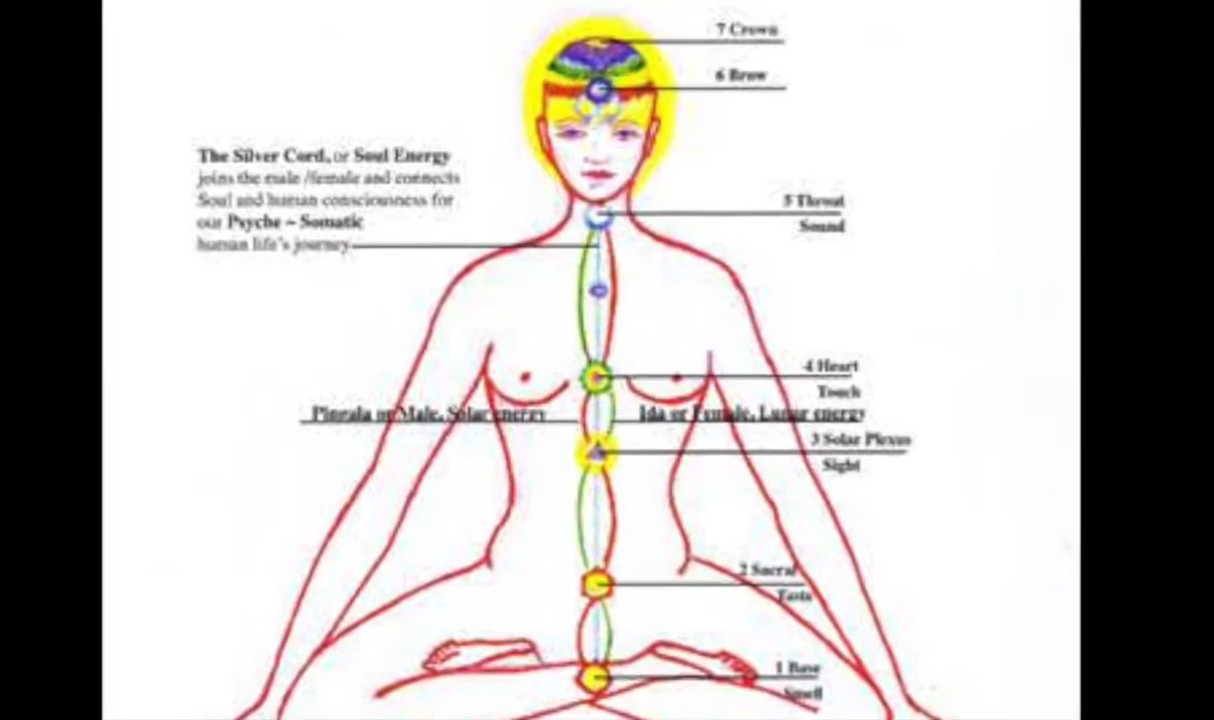 7 Crown
6 Brow
The Silver Cord, or Soul Energy
joins the male /female and connects
Soul and human consciousness for
our Psyche ~ Somatic
human life's journey
5 Throat
Sound
4 Heart
Touch
Pingala or Male, Solar energy
Ida or Female, Lunar energy
3 Solar Plexus
Sight
2 Sacral
Taste
1 Base
Smell